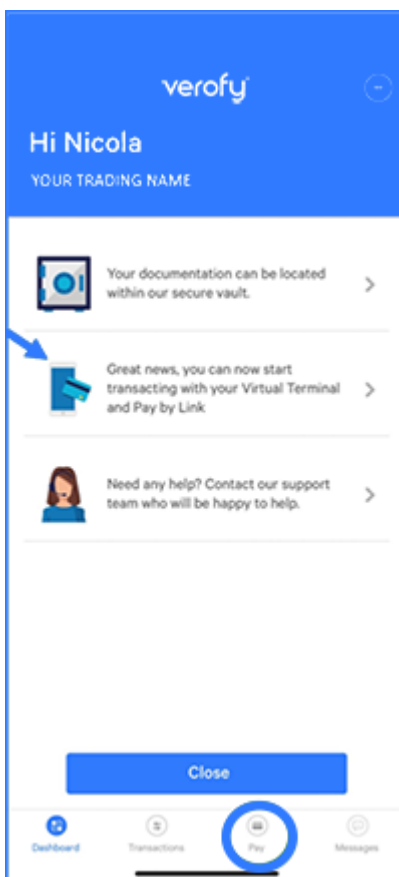 verofy
Hi Nicola
YOUR TRADING NAME
Your documentation can be located
within our secure vault.
Great news, you can now start
transacting with your Virtual Terminal
and Pay by Link
Need any help? Contact our support
team who will be happy to help.
Close
Dashboard
Transactions
Pay
Messages